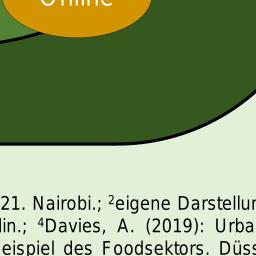 Online
21. Nairobi.; ²eigene Darstellun
lin.; ⁴Davies, A. (2019): Urba
eispiel des Foodsektors. Düss